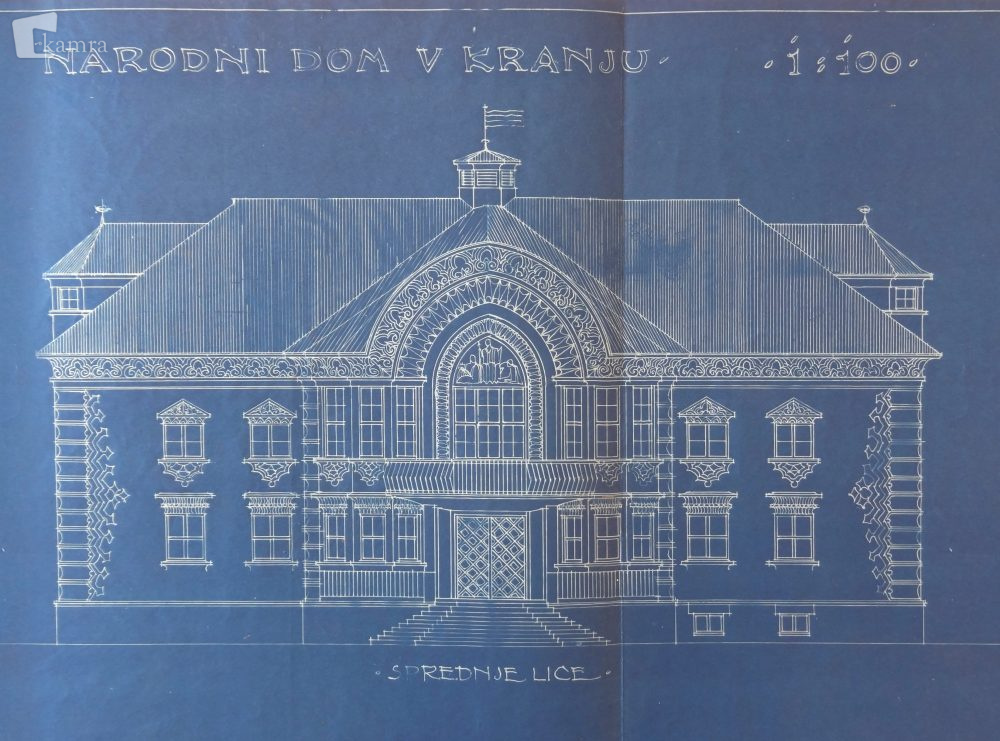 kamra
NARODNI DOM V KRANJU · · 1:100 ·
· SPREDNJE LICE ·